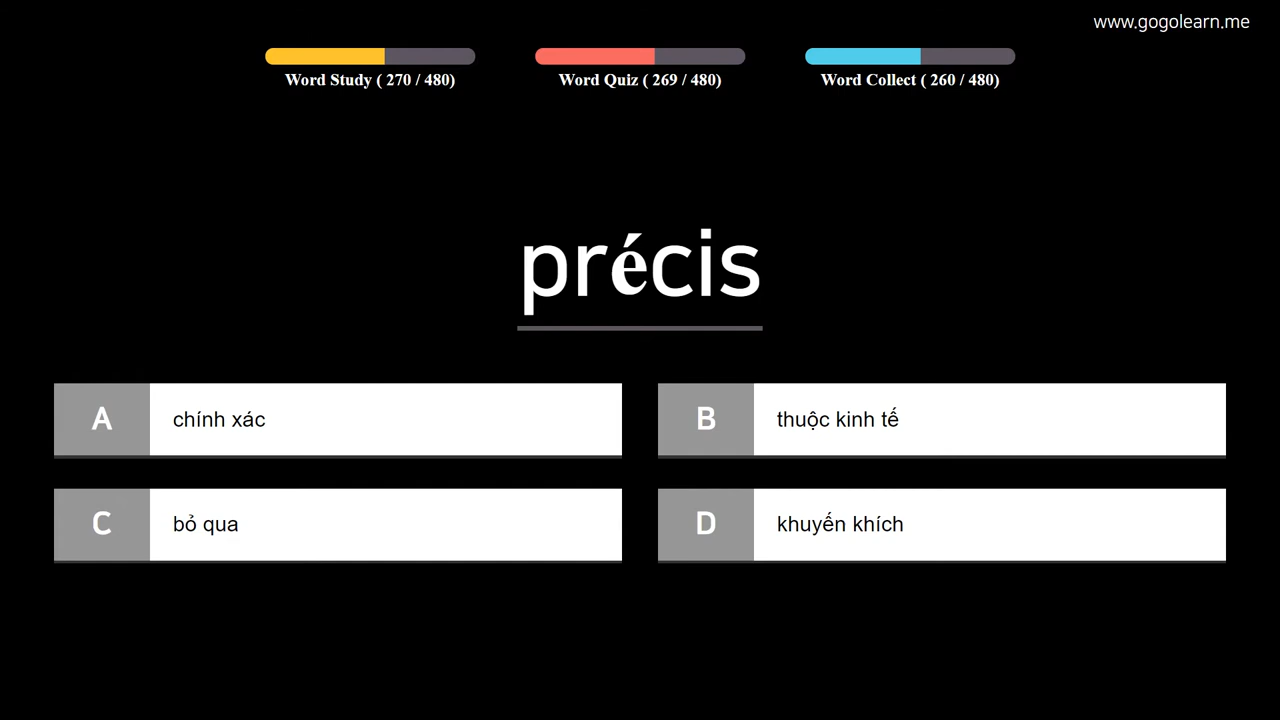 www.gogolearn.me
Word Study ( 270 / 480)
Word Quiz ( 269 / 480)
Word Collect ( 260 / 480)
précis
A chính xác
B thuộc kinh tế
C bỏ qua
D khuyến khích